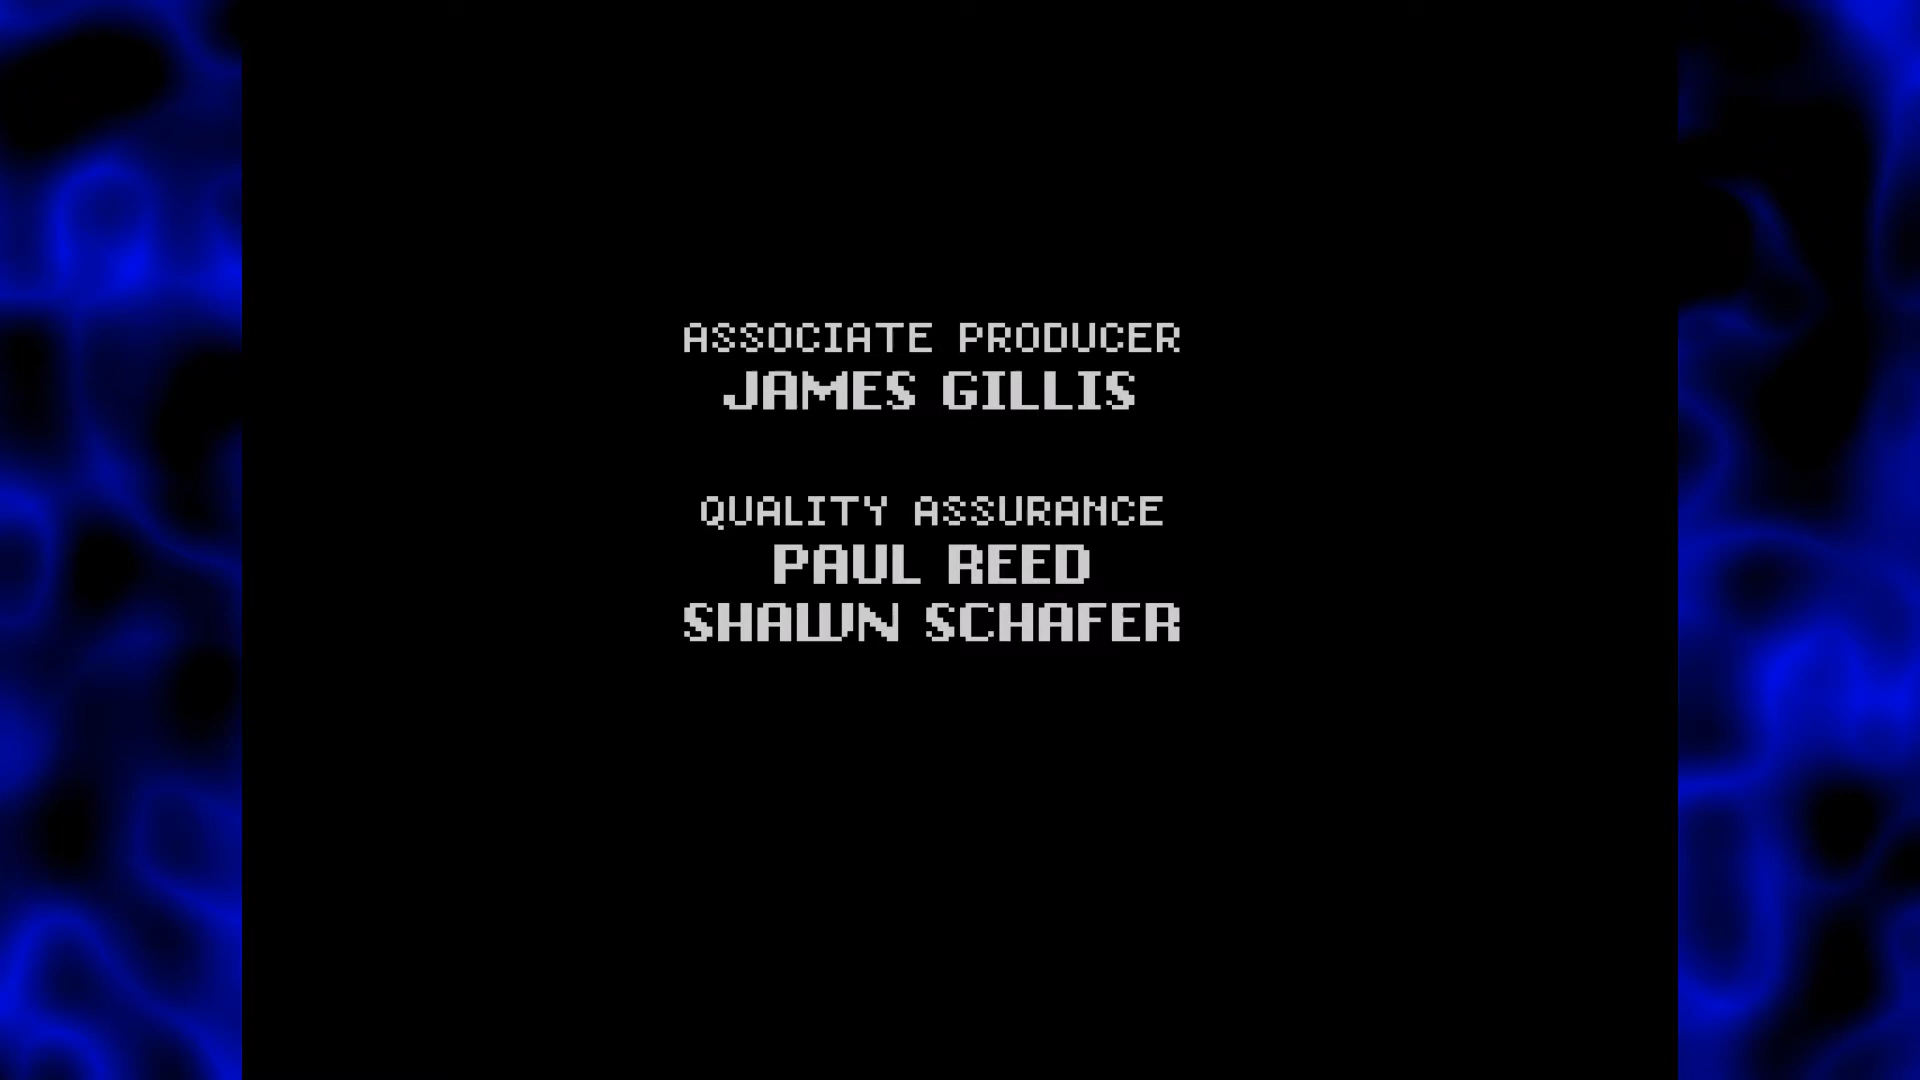 ASSOCIATE PRODUCER
JAMES GILLIS
QUALITY ASSURANCE
PAUL REED
SHAWN SCHAFER